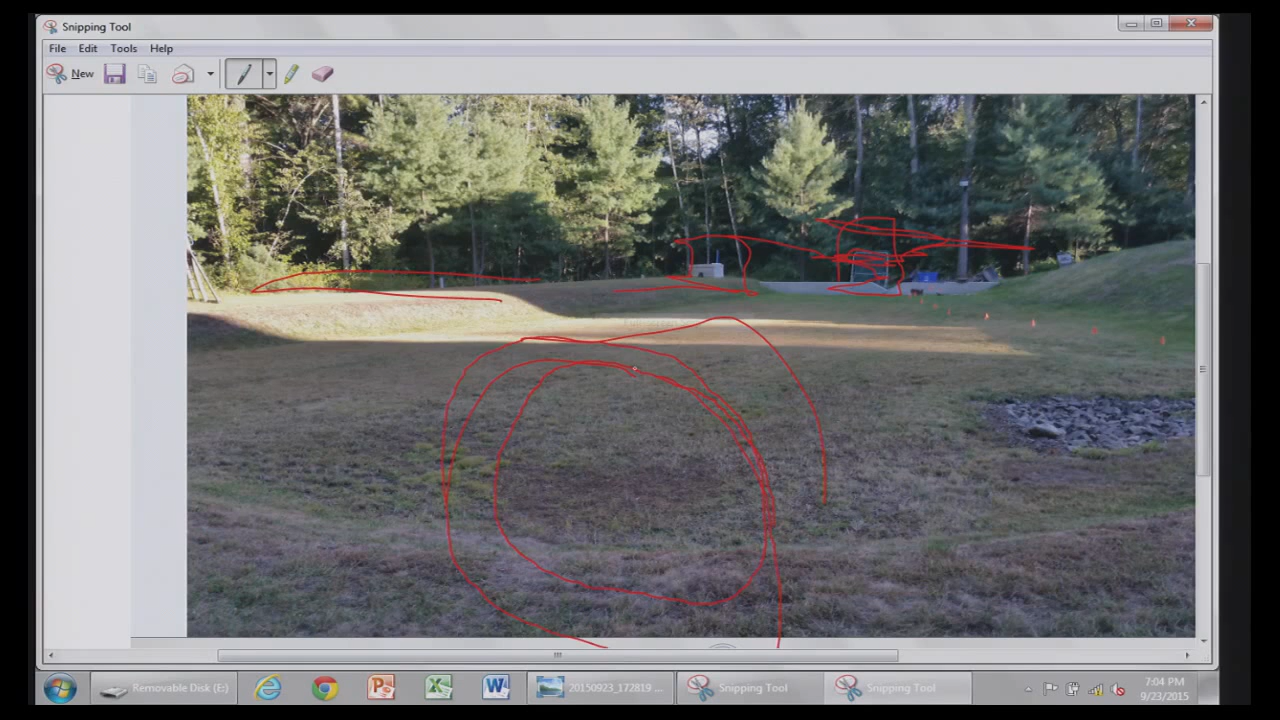 Snipping Tool
File Edit Tools Help
New
Removable Disk (E:)
20150923_172819 ...
Snipping Tool
Snipping Tool
7:04 PM
9/23/2015